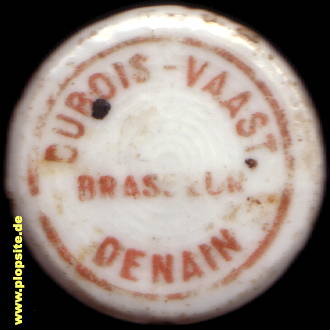 DUBOIS - VAAST
BRASSEUR
DENAIN
www.plopsite.de